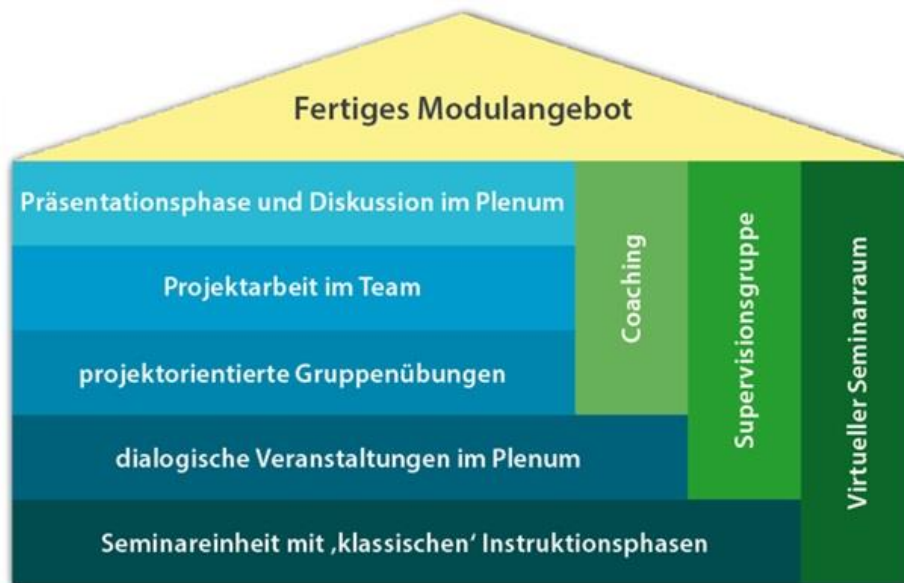 Fertiges Modulangebot
Präsentationsphase und Diskussion im Plenum
Projektarbeit im Team
projektorientierte Gruppenübungen
dialogische Veranstaltungen im Plenum
Seminareinheit mit ‚klassischen‘ Instruktionsphasen
Coaching
Supervisionsgruppe
Virtueller Seminarraum